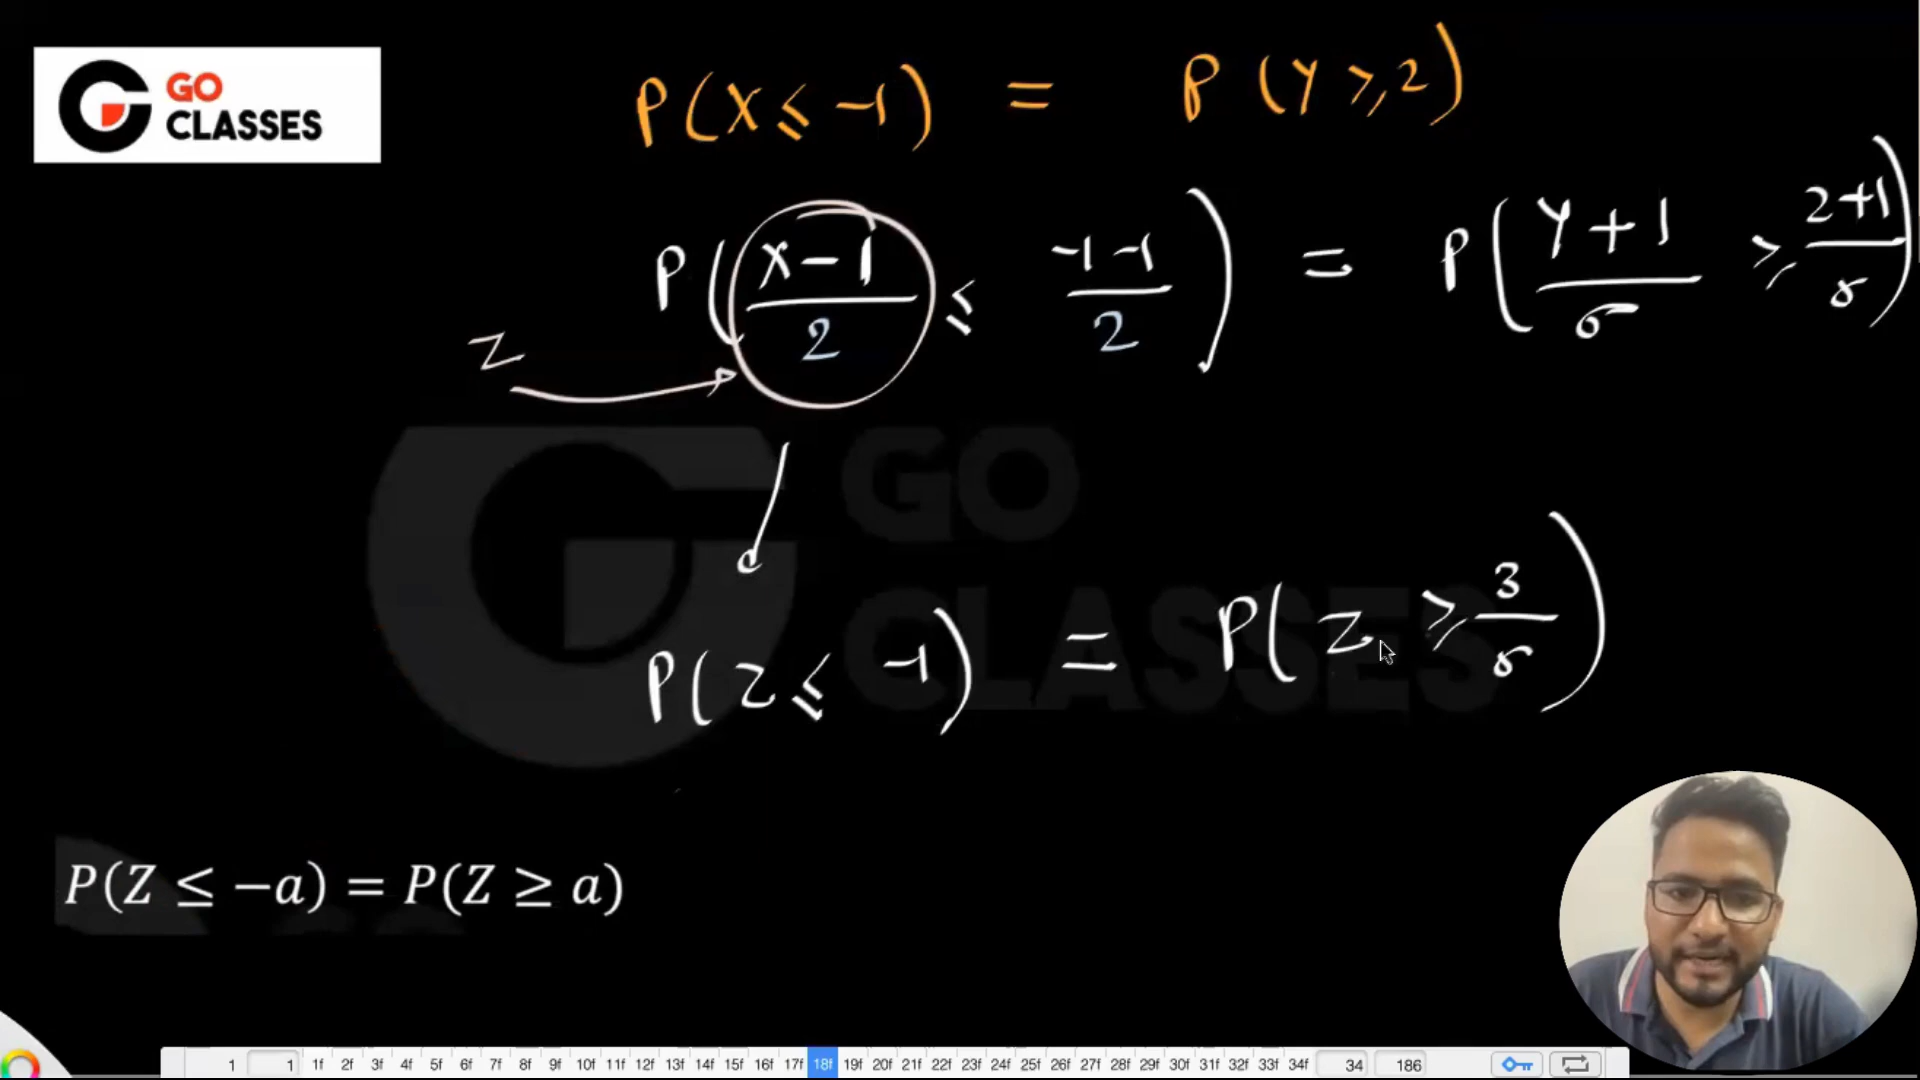 GO
CLASSES
P(X ≤ -1) = P(Y ≥ 2)
P((X-1)/2 ≤ (-1-1)/2) = P((Y+1)/σ ≥ (2+1)/σ)
Z
P(Z ≤ -1) = P(Z ≥ 3/σ)
GO
CLASSES
P(Z ≤ −a) = P(Z ≥ a)
1 1 1f 2f 3f 4f 5f 6f 7f 8f 9f 10f 11f 12f 13f 14f 15f 16f 17f 18f 19f 20f 21f 22f 23f 24f 25f 26f 27f 28f 29f 30f 31f 32f 33f 34f 34 186